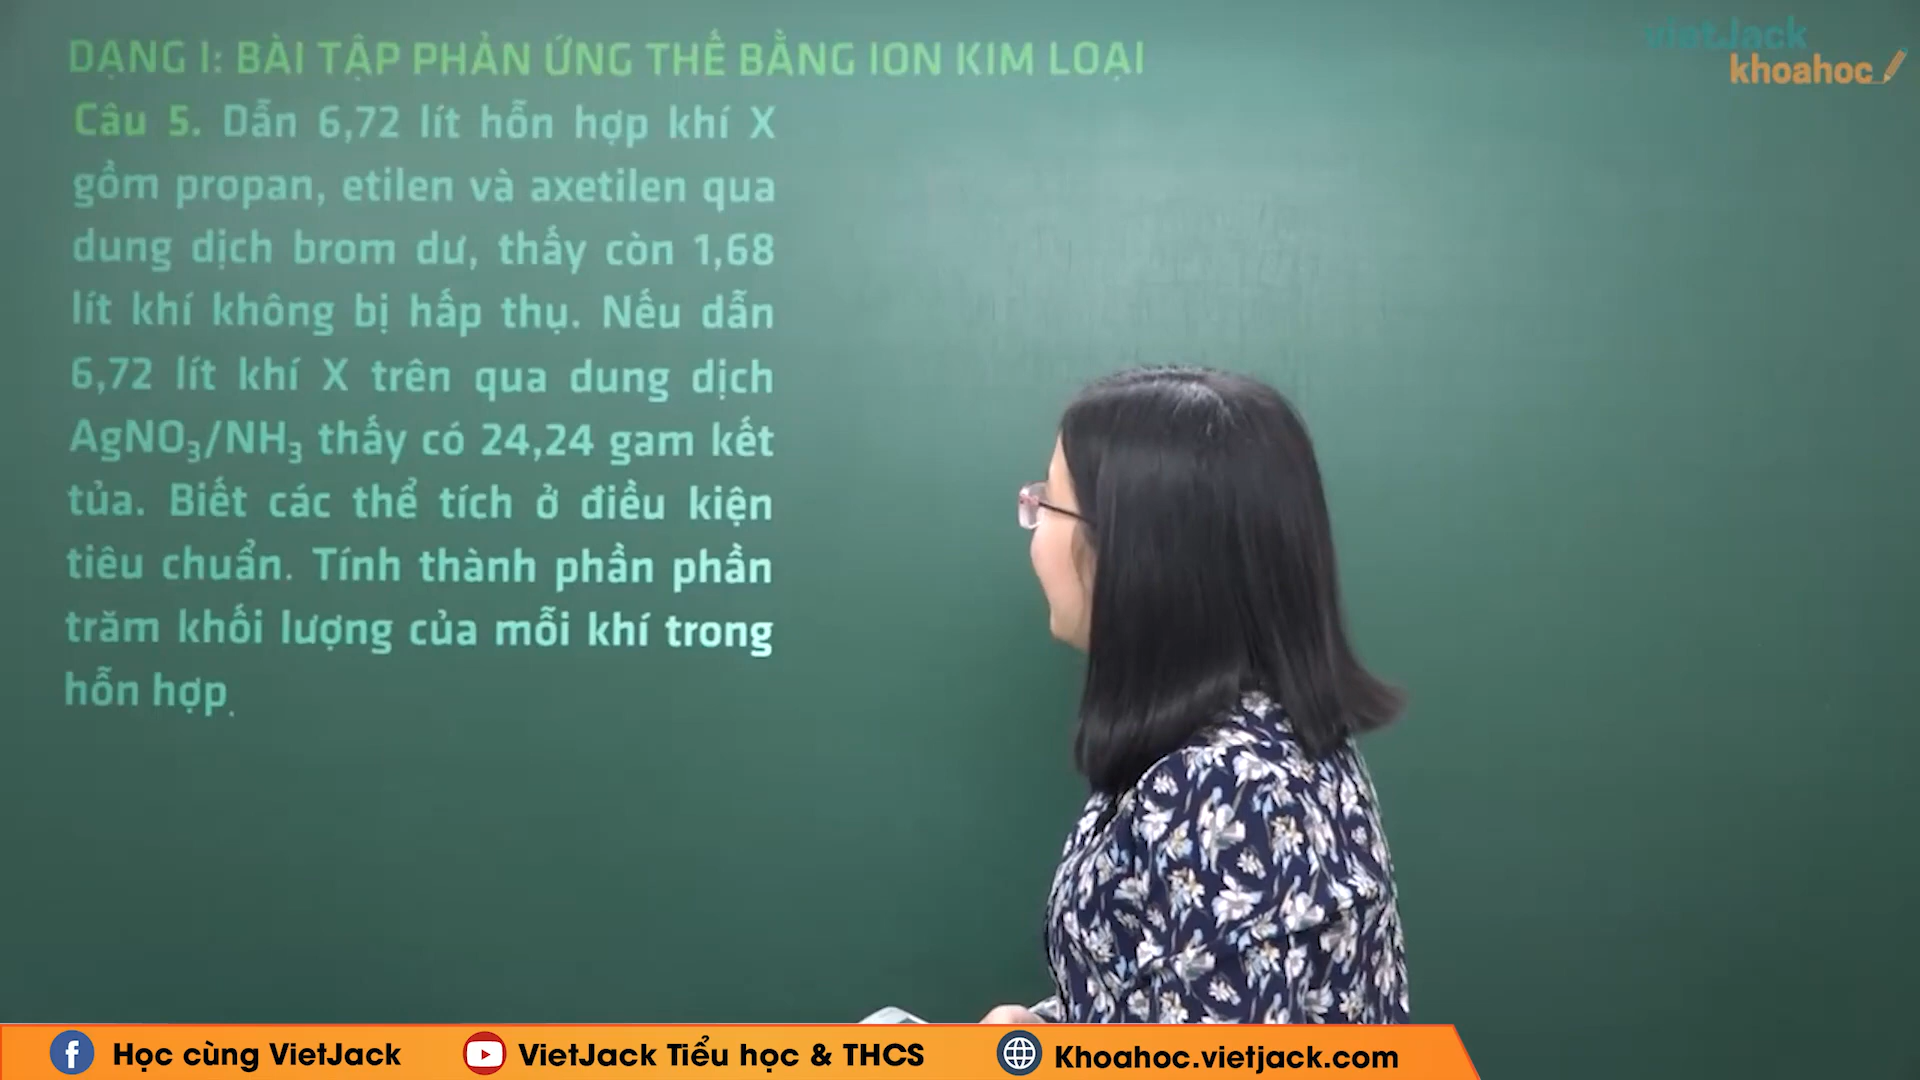 vietJack
khoahoc
DẠNG I: BÀI TẬP PHẢN ỨNG THẾ BẰNG ION KIM LOẠI
Câu 5. Dẫn 6,72 lít hỗn hợp khí X
gồm propan, etilen và axetilen qua
dung dịch brom dư, thấy còn 1,68
lít khí không bị hấp thụ. Nếu dẫn
6,72 lít khí X trên qua dung dịch
AgNO₃/NH₃ thấy có 24,24 gam kết
tủa. Biết các thể tích ở điều kiện
tiêu chuẩn. Tính thành phần phần
trăm khối lượng của mỗi khí trong
hỗn hợp.
Học cùng VietJack
VietJack Tiểu học & THCS
Khoahoc.vietjack.com